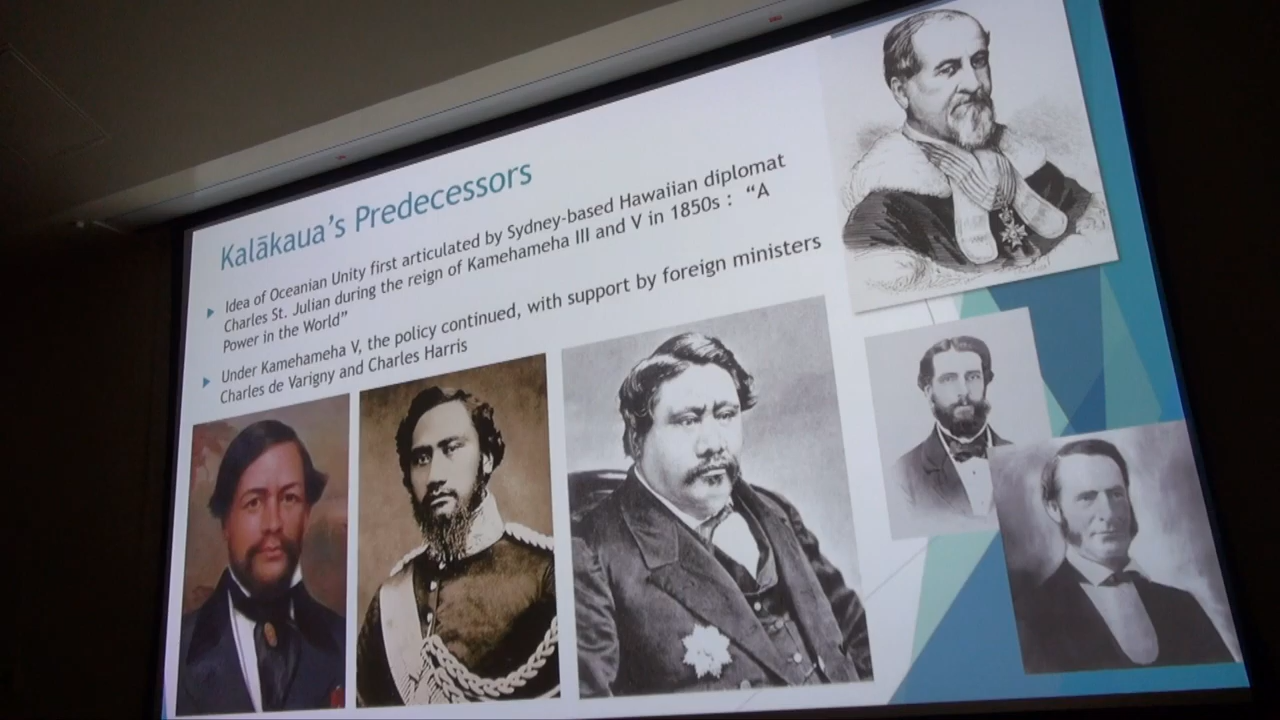 Kalākaua’s Predecessors
Idea of Oceanian Unity first articulated by Sydney-based Hawaiian diplomat
Charles St. Julian during the reign of Kamehameha III and V in 1850s : “A
Power in the World”
Under Kamehameha V, the policy continued, with support by foreign ministers
Charles de Varigny and Charles Harris